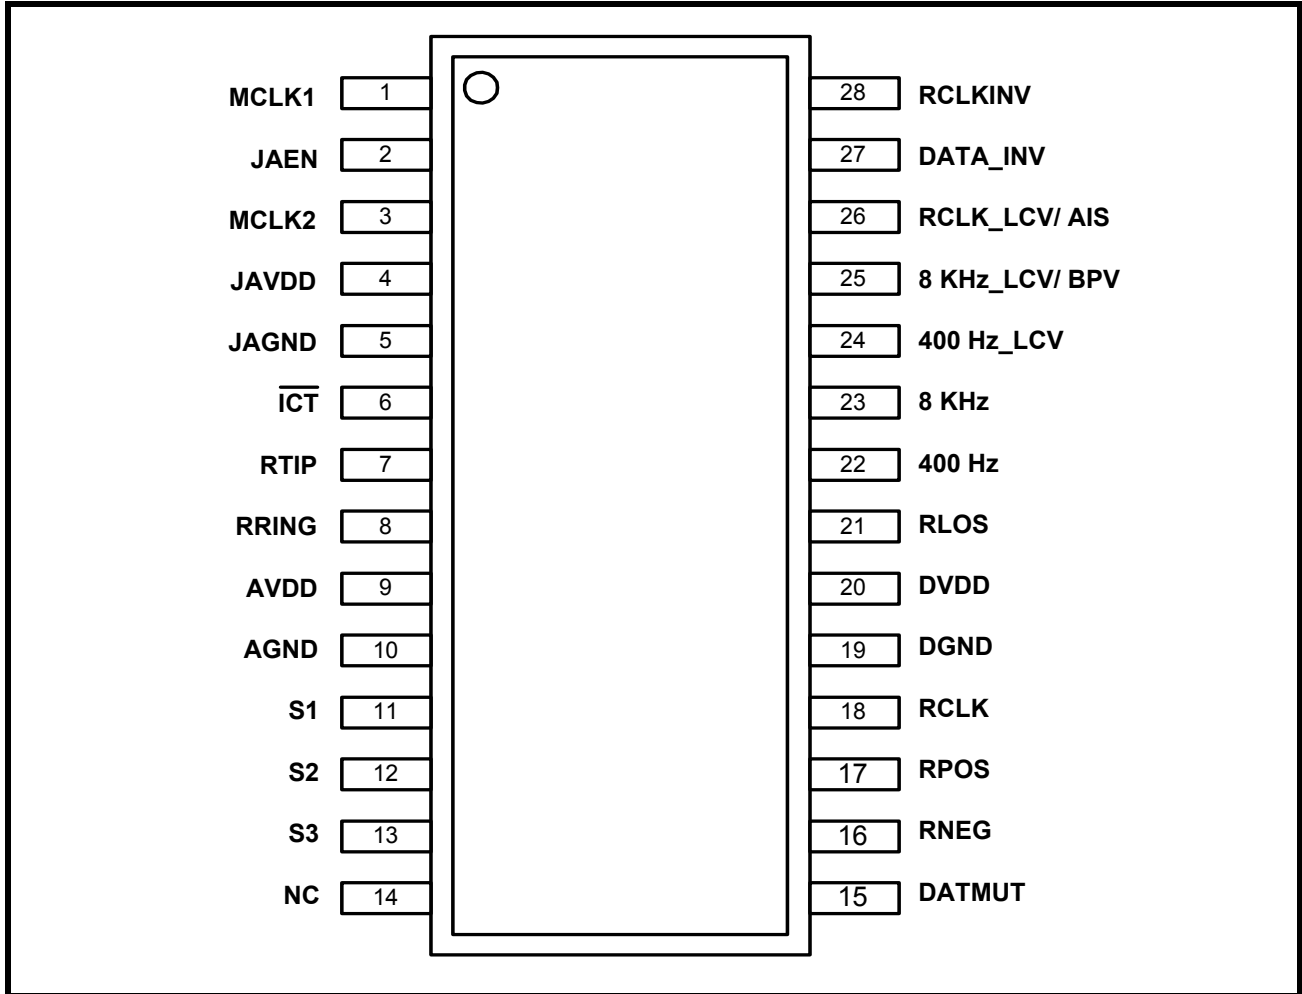 MCLK1 1 28 RCLKINV
JAEN 2 27 DATA_INV
MCLK2 3 26 RCLK_LCV/ AIS
JAVDD 4 25 8 KHz_LCV/ BPV
JAGND 5 24 400 Hz_LCV
I̅C̅T̅ 6 23 8 KHz
RTIP 7 22 400 Hz
RRING 8 21 RLOS
AVDD 9 20 DVDD
AGND 10 19 DGND
S1 11 18 RCLK
S2 12 17 RPOS
S3 13 16 RNEG
NC 14 15 DATMUT